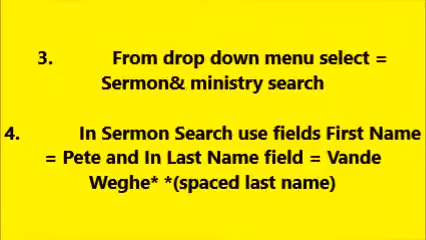 3. From drop down menu select =
Sermon& ministry search
4. In Sermon Search use fields First Name
= Pete and In Last Name field = Vande
Weghe* *(spaced last name)